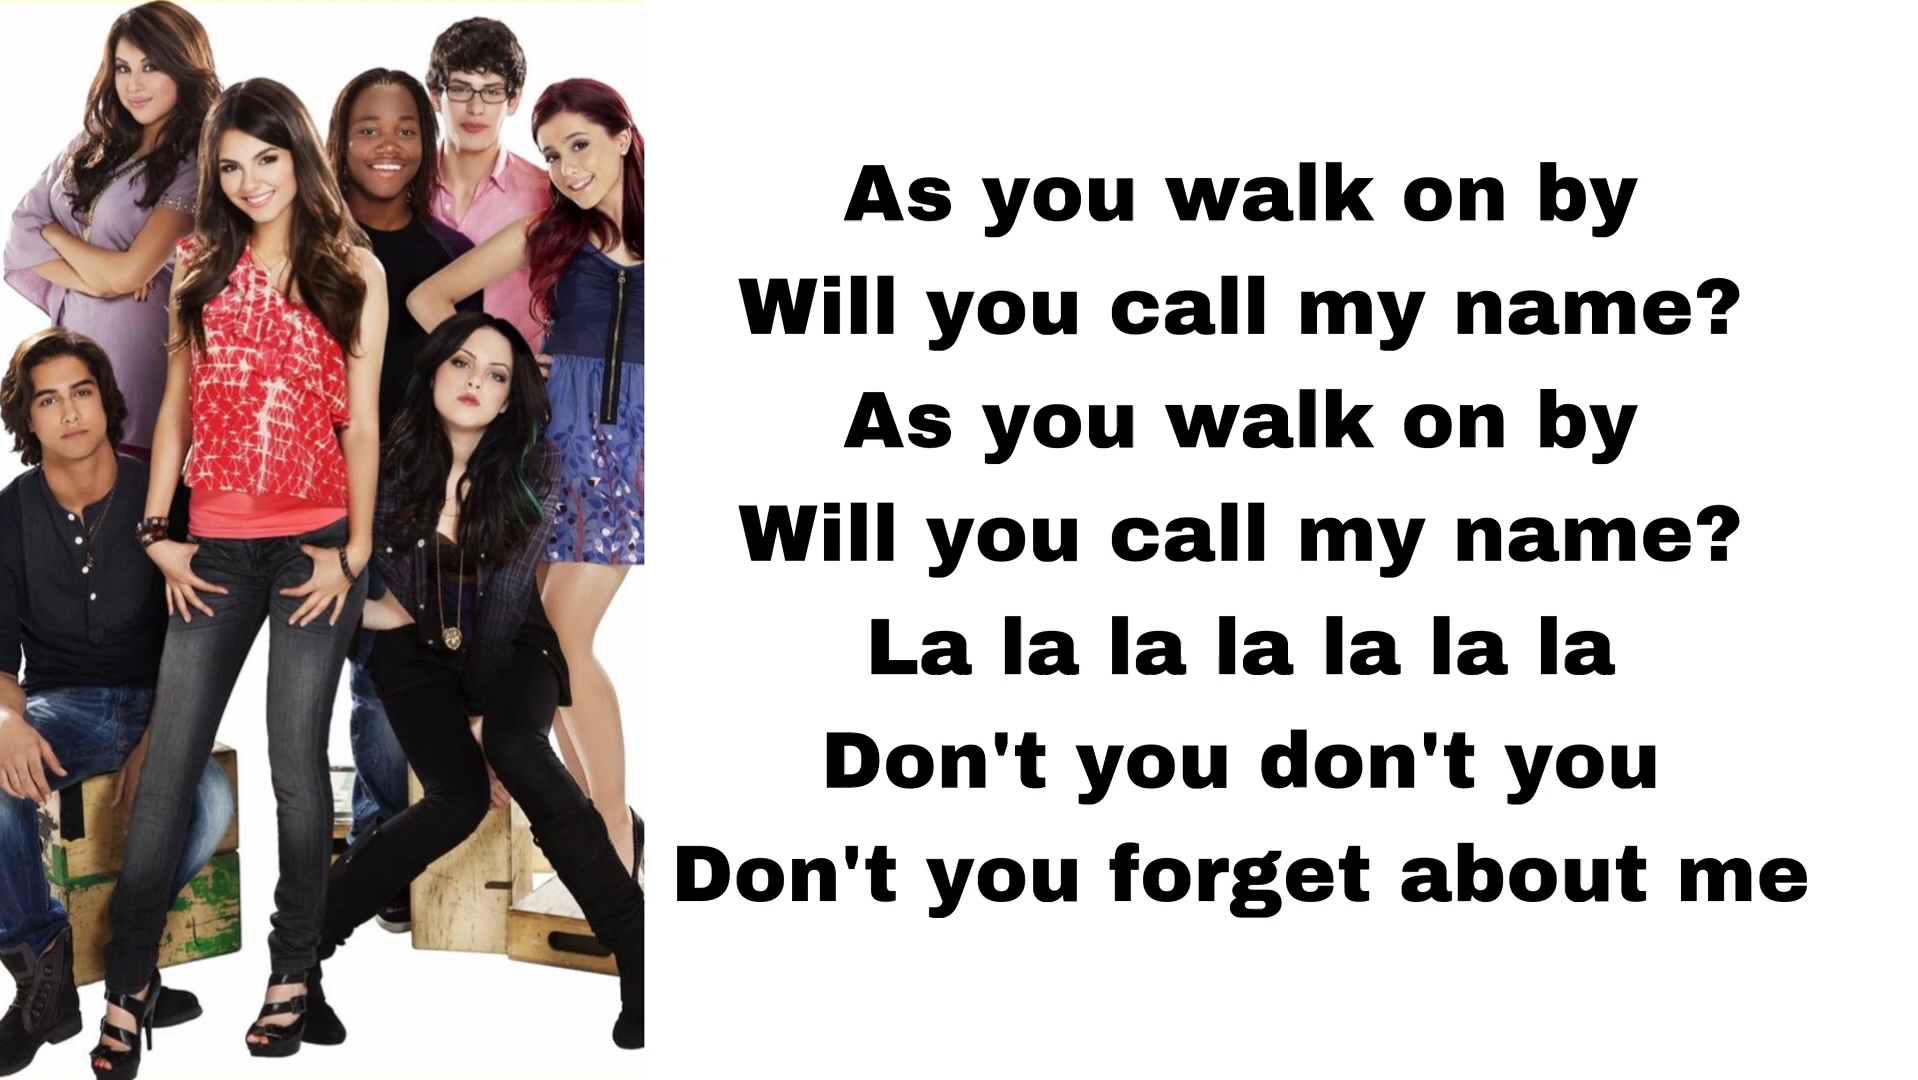 As you walk on by
Will you call my name?
As you walk on by
Will you call my name?
La la la la la la la
Don't you don't you
Don't you forget about me